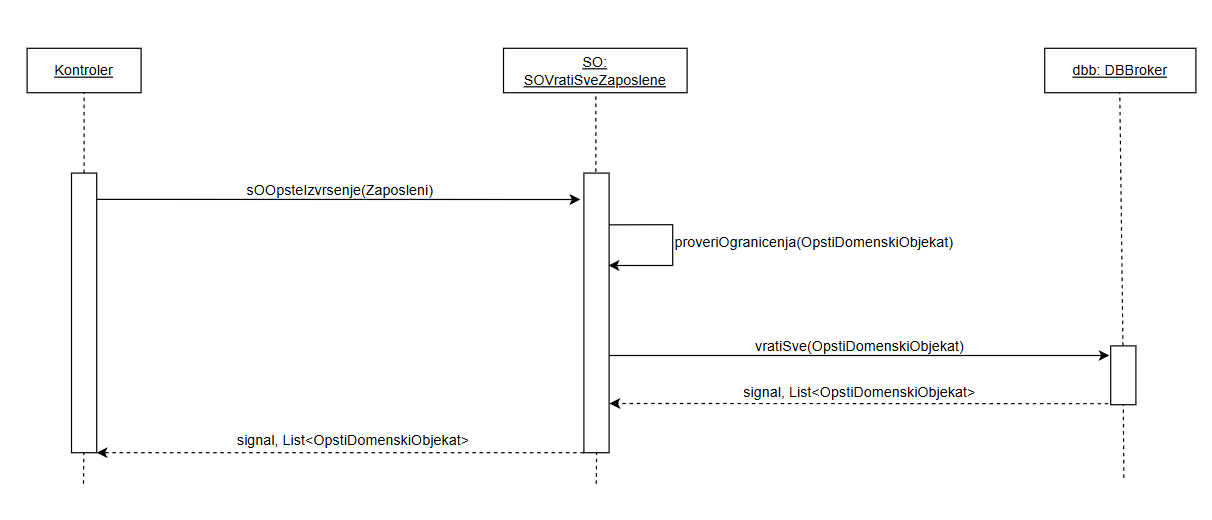 Kontroler
SO:
SOVratiSveZaposlene
dbb: DBBroker
sOOpsteIzvrsenje(Zaposleni)
proveriOgranicenja(OpstiDomenskiObjekat)
vratiSve(OpstiDomenskiObjekat)
signal, List<OpstiDomenskiObjekat>
signal, List<OpstiDomenskiObjekat>